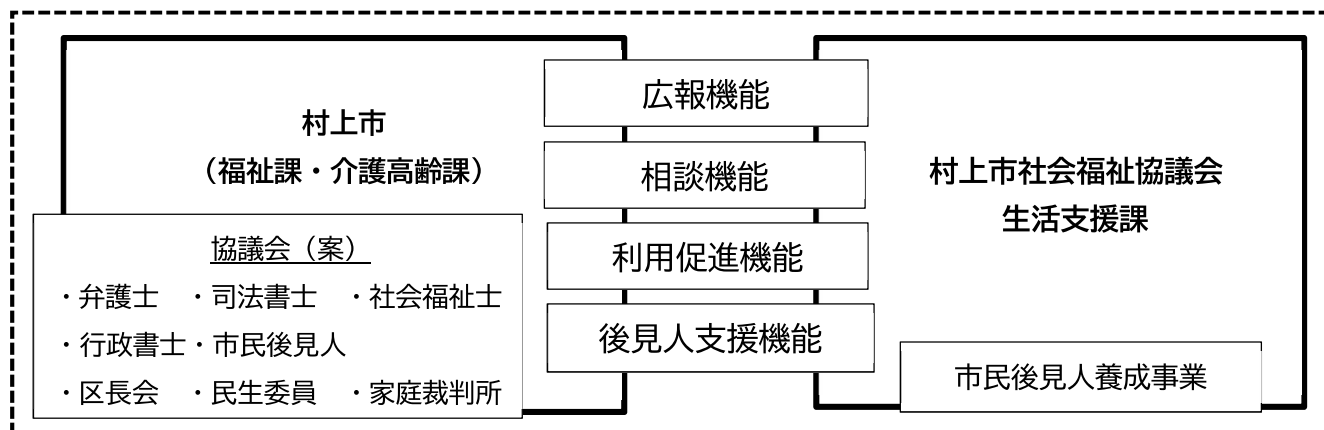 村上市
（福祉課・介護高齢課）
協議会（案）
・弁護士　・司法書士　・社会福祉士
・行政書士・市民後見人
・区長会　・民生委員　・家庭裁判所
広報機能
相談機能
利用促進機能
後見人支援機能
村上市社会福祉協議会
生活支援課
市民後見人養成事業